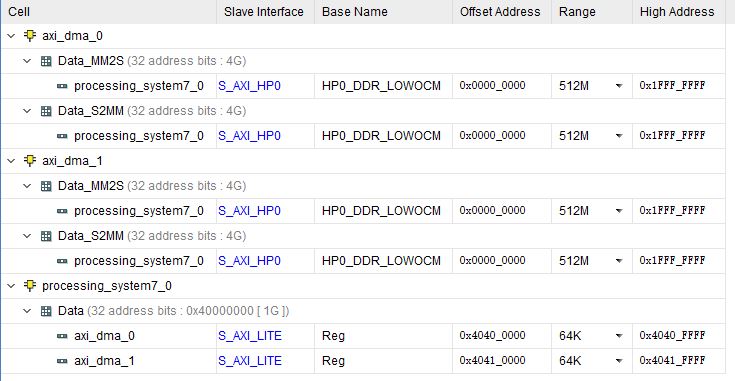 Cell Slave Interface Base Name Offset Address Range High Address
axi_dma_0
Data_MM2S (32 address bits : 4G)
processing_system7_0 S_AXI_HP0 HP0_DDR_LOWOCM 0x0000_0000 512M 0x1FFF_FFFF
Data_S2MM (32 address bits : 4G)
processing_system7_0 S_AXI_HP0 HP0_DDR_LOWOCM 0x0000_0000 512M 0x1FFF_FFFF
axi_dma_1
Data_MM2S (32 address bits : 4G)
processing_system7_0 S_AXI_HP0 HP0_DDR_LOWOCM 0x0000_0000 512M 0x1FFF_FFFF
Data_S2MM (32 address bits : 4G)
processing_system7_0 S_AXI_HP0 HP0_DDR_LOWOCM 0x0000_0000 512M 0x1FFF_FFFF
processing_system7_0
Data (32 address bits : 0x40000000 [ 1G ])
axi_dma_0 S_AXI_LITE Reg 0x4040_0000 64K 0x4040_FFFF
axi_dma_1 S_AXI_LITE Reg 0x4041_0000 64K 0x4041_FFFF